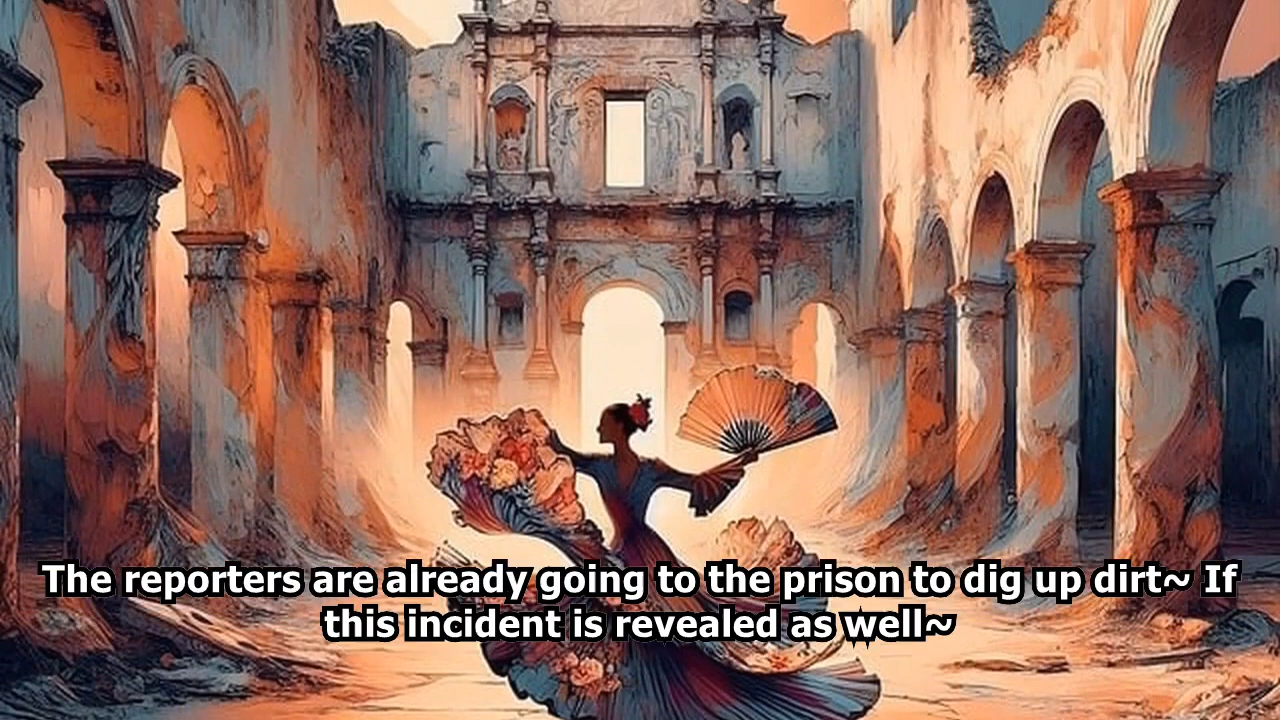 The reporters are already going to the prison to dig up dirt~ If
this incident is revealed as well~